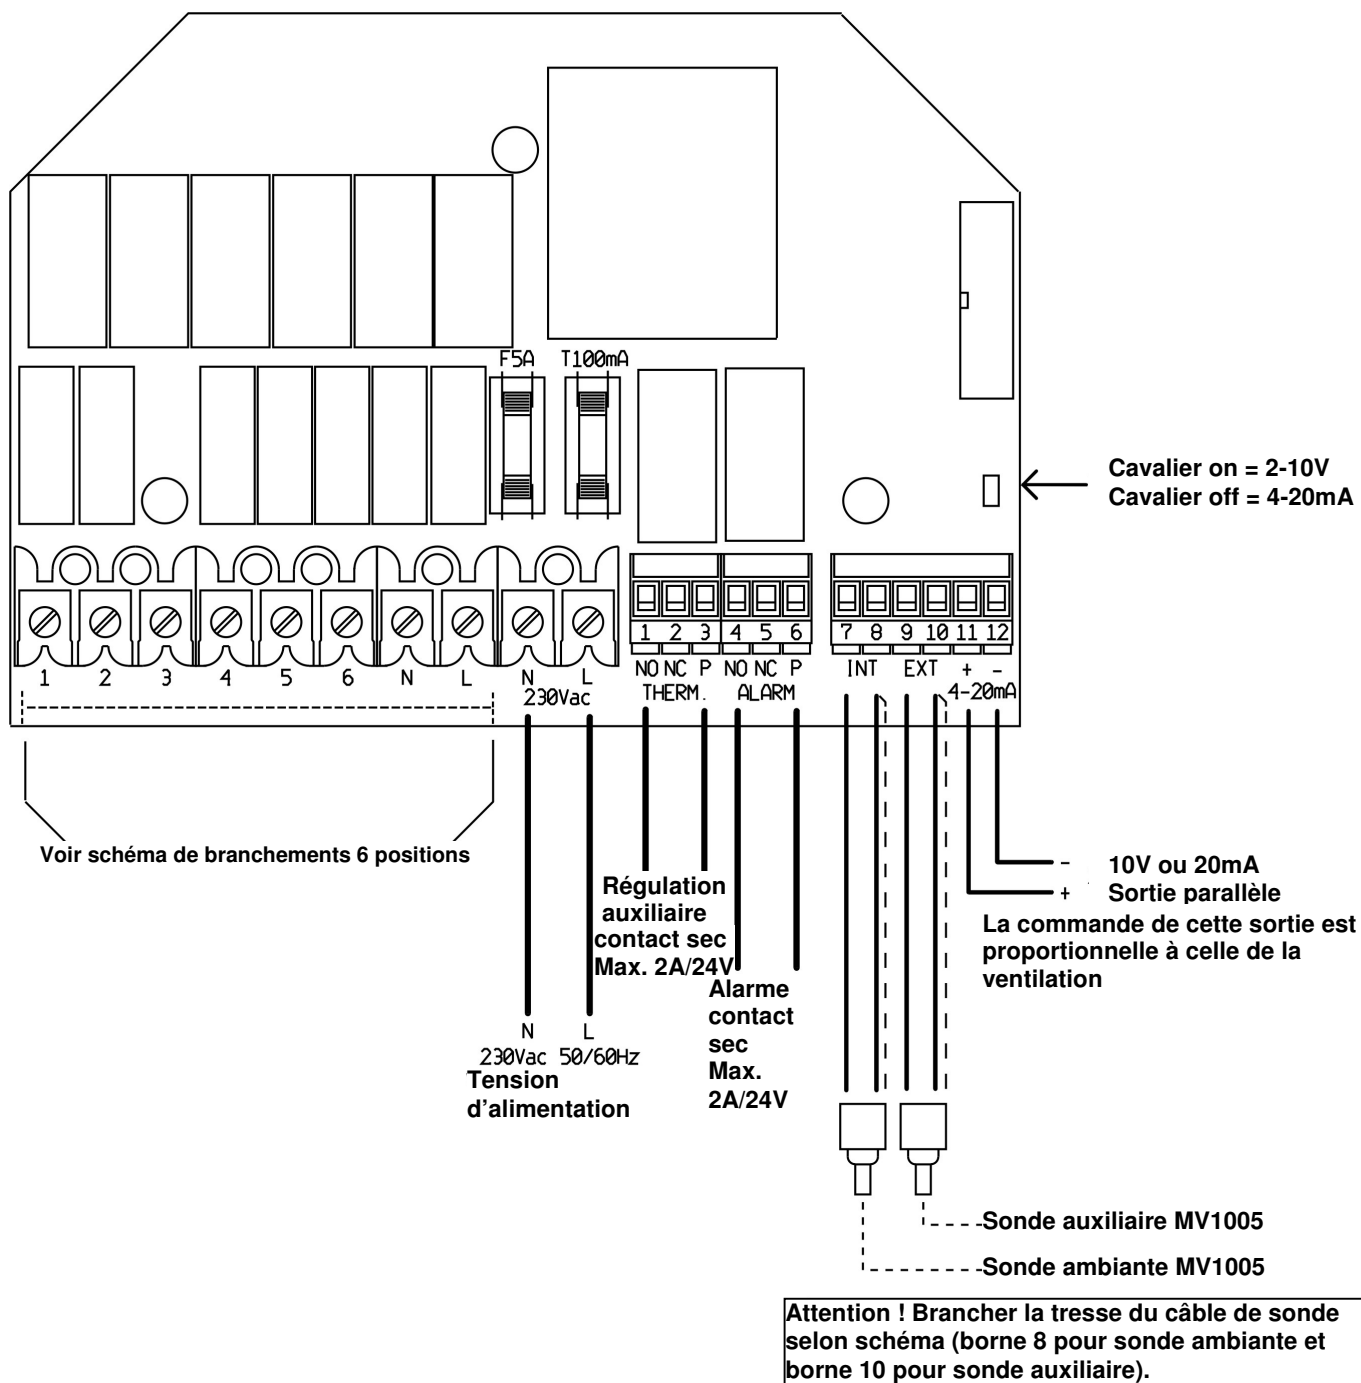 F5A T100mA
Cavalier on = 2-10V
Cavalier off = 4-20mA
1 2 3 4 5 6 7 8 9 10 11 12
NO NC P NO NC P INT EXT + -
1 2 3 4 5 6 N L N L
230Vac THERM. ALARM 4-20mA
Voir schéma de branchements 6 positions
- 10V ou 20mA
+ Sortie parallèle
La commande de cette sortie est
proportionnelle à celle de la
ventilation
Régulation
auxiliaire
contact sec
Max. 2A/24V
Alarme
contact
sec
Max.
2A/24V
N L
230Vac 50/60Hz
Tension
d'alimentation
Sonde auxiliaire MV1005
Sonde ambiante MV1005
Attention ! Brancher la tresse du câble de sonde
selon schéma (borne 8 pour sonde ambiante et
borne 10 pour sonde auxiliaire).